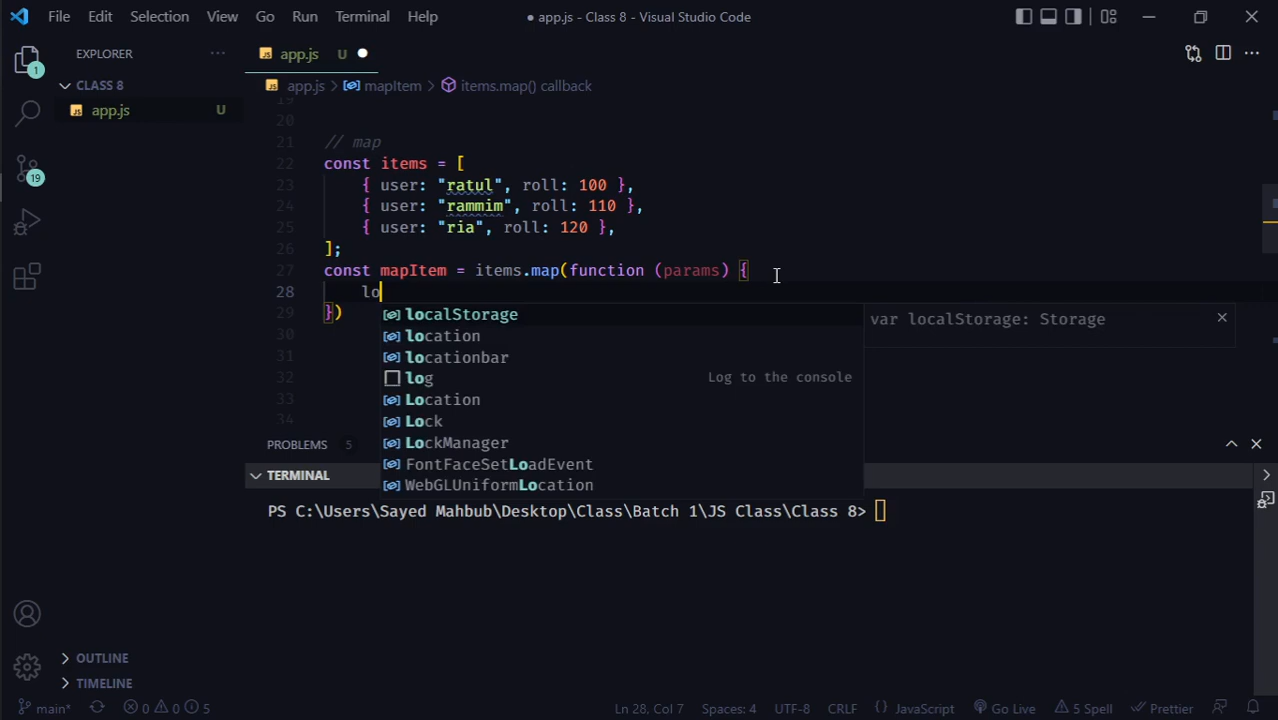 File Edit Selection View Go Run Terminal Help
● app.js - Class 8 - Visual Studio Code
EXPLORER ···
app.js U ●
CLASS 8
app.js > mapItem > items.map() callback
app.js U
1
19
19
20
21 // map
22 const items = [
23 { user: "ratul", roll: 100 },
24 { user: "rammim", roll: 110 },
25 { user: "ria", roll: 120 },
26 ];
27 const mapItem = items.map(function (params) {
28 lo
29 })
30
31
32
33
34
localStorage
var localStorage: Storage
location
locationbar
log Log to the console
Location
Lock
LockManager
FontFaceSetLoadEvent
WebGLUniformLocation
PROBLEMS 5
TERMINAL
PS C:\Users\Sayed Mahbub\Desktop\Class\Batch 1\JS Class\Class 8>
OUTLINE
TIMELINE
main* 0 0 5 Ln 28, Col 7 Spaces: 4 UTF-8 CRLF {} JavaScript Go Live 5 Spell Prettier